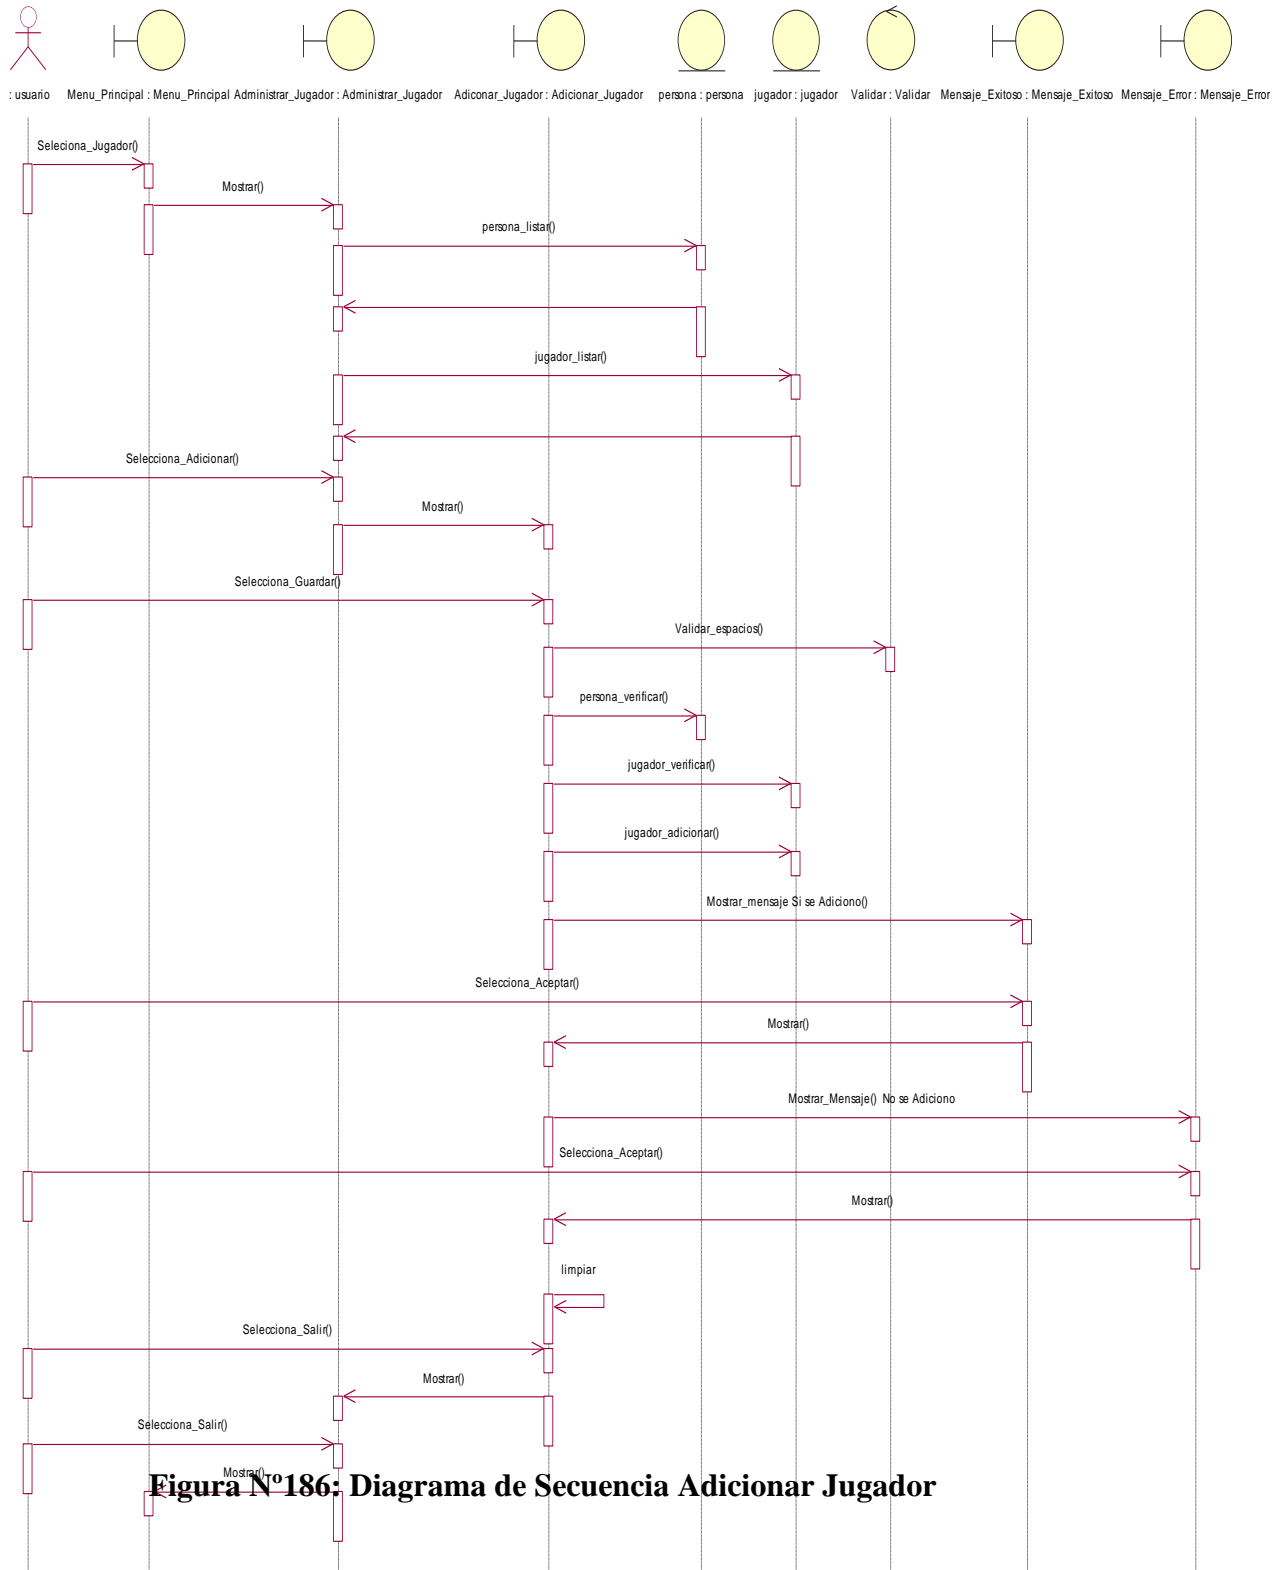 : usuario
Menu_Principal : Menu_Principal
Administrar_Jugador : Administrar_Jugador
Adiconar_Jugador : Adicionar_Jugador
persona : persona
jugador : jugador
Validar : Validar
Mensaje_Exitoso : Mensaje_Exitoso
Mensaje_Error : Mensaje_Error
Seleciona_Jugador()
Mostrar()
persona_listar()
jugador_listar()
Selecciona_Adicionar()
Mostrar()
Selecciona_Guardar()
Validar_espacios()
persona_verificar()
jugador_verificar()
jugador_adicionar()
Mostrar_mensaje Si se Adiciono()
Selecciona_Aceptar()
Mostrar()
Mostrar_Mensaje() No se Adiciono
Selecciona_Aceptar()
Mostrar()
limpiar
Selecciona_Salir()
Mostrar()
Selecciona_Salir()
Mostrar()
Figura Nº186: Diagrama de Secuencia Adicionar Jugador